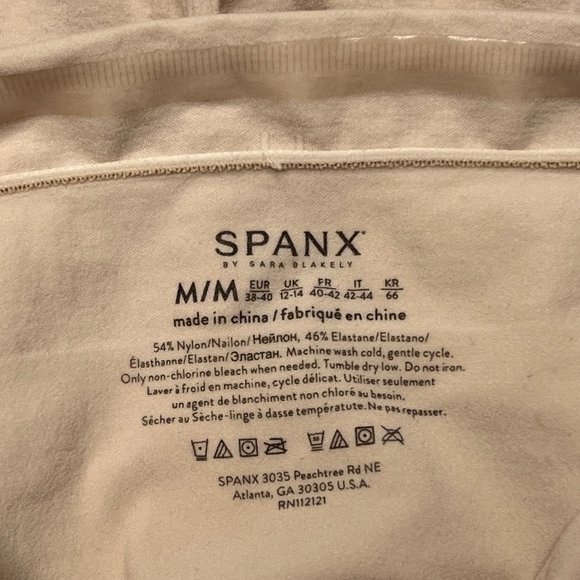 SPANX®
BY SARA BLAKELY
M/M EUR 38-40 UK 12-14 FR 40-42 IT 42-44 KR 66
made in china / fabriqué en chine
54% Nylon/Nailon/Нейлон, 46% Elastane/Elastano/
Élasthanne/Elastan/Эластан. Machine wash cold, gentle cycle.
Only non-chlorine bleach when needed. Tumble dry low. Do not iron.
Laver à froid en machine, cycle délicat. Utiliser seulement
un agent de blanchiment non chloré au besoin.
Sécher au Sèche-linge à dasse températute. Ne pas repasser.
SPANX 3035 Peachtree Rd NE
Atlanta, GA 30305 U.S.A.
RN112121